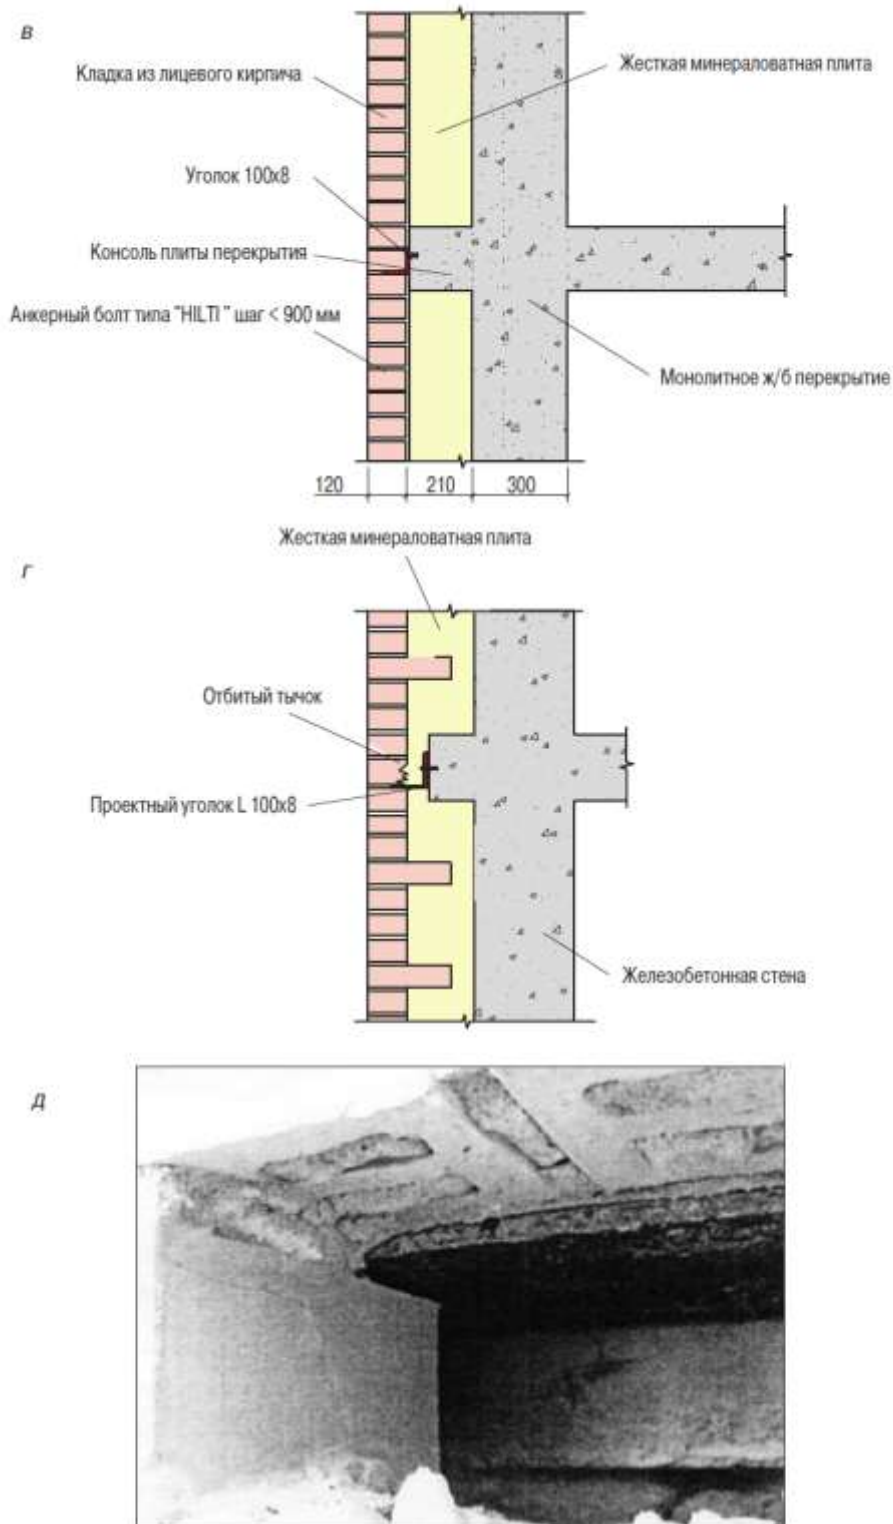 в
Кладка из лицевого кирпича
Жесткая минераловатная плита
Уголок 100х8
Консоль плиты перекрытия
Анкерный болт типа "HILTI " шаг < 900 мм
Монолитное ж/б перекрытие
120 210 300
г
Жесткая минераловатная плита
Отбитый тычок
Проектный уголок L 100х8
Железобетонная стена
д